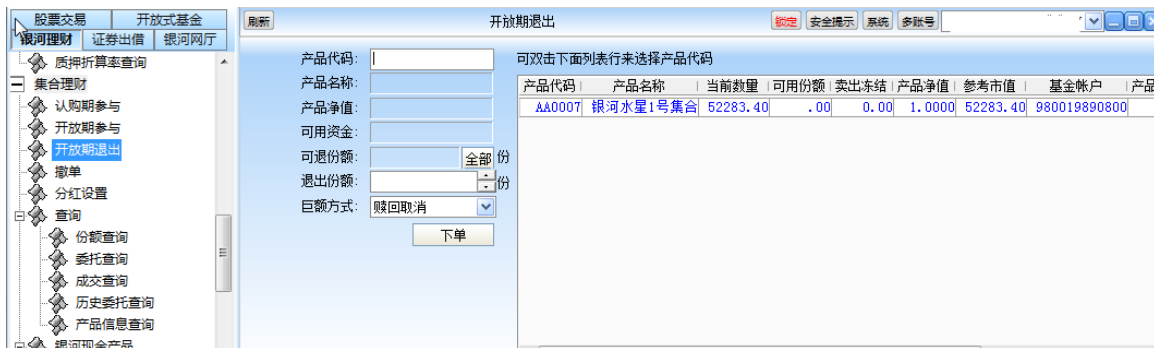 股票交易 开放式基金
银河理财 证券出借 银河网厅
质押折算率查询
集合理财
认购期参与
开放期参与
开放期退出
撤单
分红设置
查询
份额查询
委托查询
成交查询
历史委托查询
产品信息查询
银河现金产品
刷新 开放期退出 锁定 安全提示 系统 多账号
产品代码:
产品名称:
产品净值:
可用资金:
可退份额: 全部 份
退出份额: 份
巨额方式: 赎回取消
下单
可双击下面列表行来选择产品代码
产品代码 产品名称 当前数量 可用份额 卖出冻结 产品净值 参考市值 基金帐户 产品
AA0007 银河水星1号集合 52283.40 .00 0.00 1.0000 52283.40 980019890800